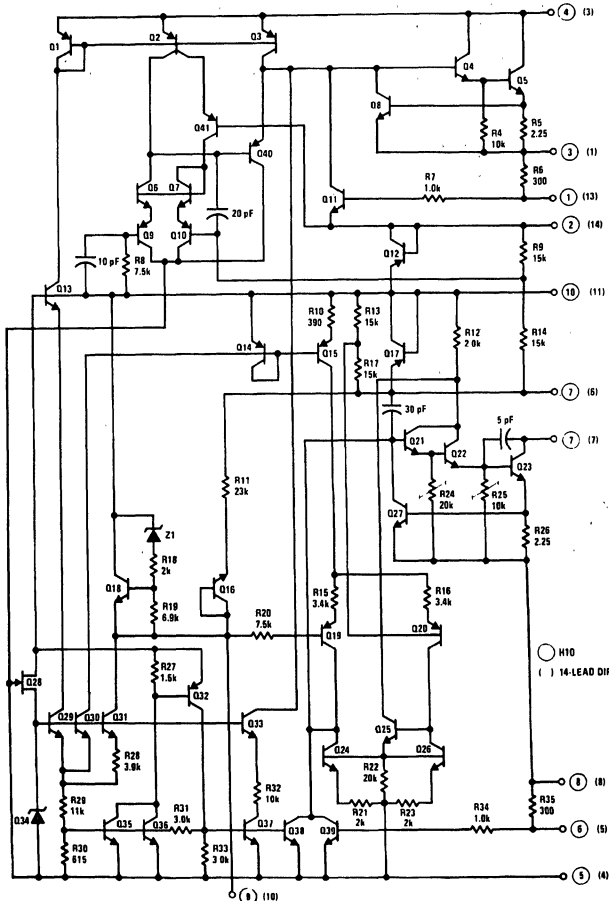 Q1
Q2
Q3
4 (3)
Q4
Q5
Q8
R4
10k
R5
2.25
Q41
Q40
3 (1)
R6
300
R7
1.0k
Q6
Q7
Q11
1 (13)
20 pF
2 (14)
Q9
Q10
Q12
R9
15k
10 pF
R8
7.5k
Q13
10 (11)
R10
390
R13
15k
R12
2 0k
R14
15k
Q14
Q15
Q17
R17
15k
7 (6)
30 pF
5 pF
Q21
Q22
7 (7)
Q23
R11
23k
R24
20k
R25
10k
Q27
R26
2.25
Z1
R18
2k
Q18
R19
6.9k
Q16
R15
3.4k
R16
3.4k
R20
7.5k
Q19
Q20
H10
( ) 14-LEAD DIP
Q28
R27
1.5k
Q32
Q29
Q30
Q31
Q33
Q25
Q24
Q26
R28
3.9k
R22
20k
R32
10k
8 (8)
R29
11k
R21
2k
R23
2k
R35
300
R31
3.0k
R34
1.0k
6 (5)
Q34
Q35
Q36
Q37
Q38
Q39
R30
615
R33
3 0k
5 (4)
9 (10)